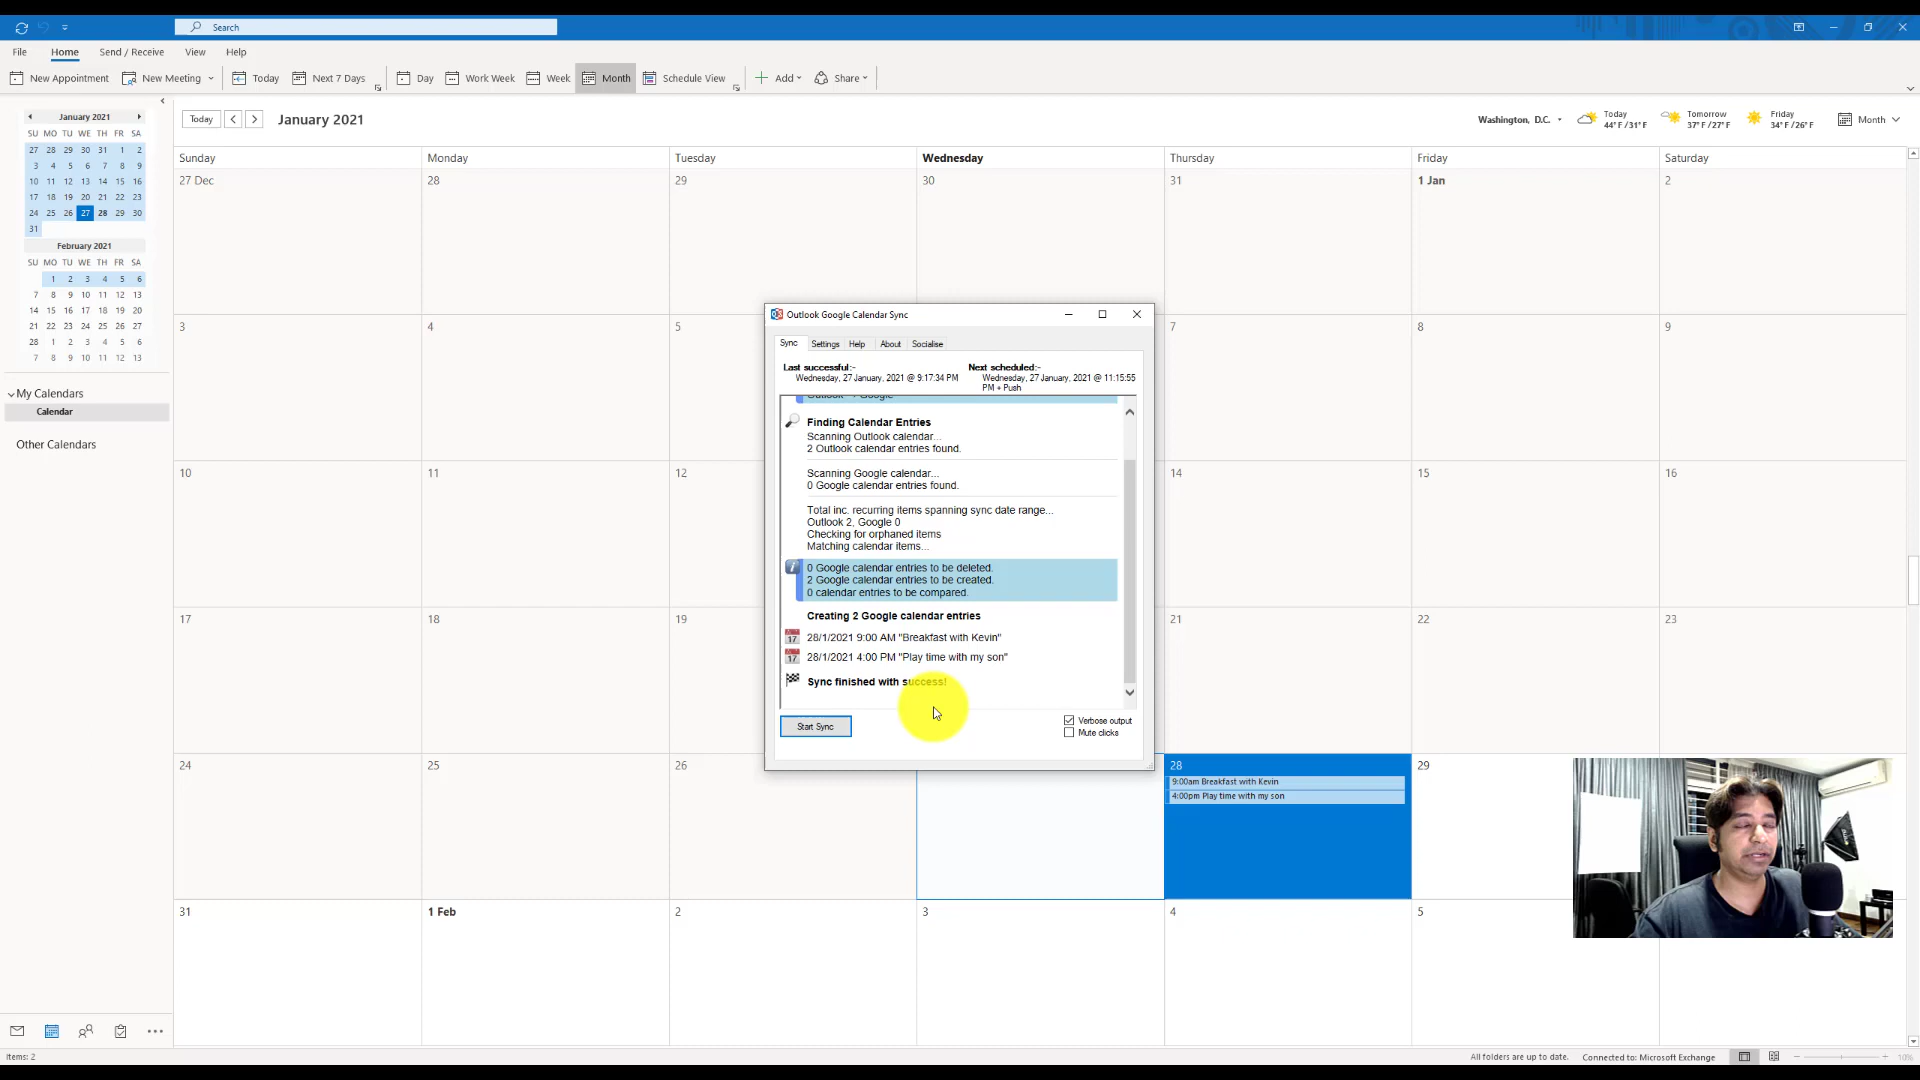 Search
File Home Send / Receive View Help
New Appointment New Meeting Today Next 7 Days Day Work Week Week Month Schedule View Add Share
January 2021
SU MO TU WE TH FR SA
27 28 29 30 31 1 2
3 4 5 6 7 8 9
10 11 12 13 14 15 16
17 18 19 20 21 22 23
24 25 26 27 28 29 30
31
February 2021
SU MO TU WE TH FR SA
1 2 3 4 5 6
7 8 9 10 11 12 13
14 15 16 17 18 19 20
21 22 23 24 25 26 27
28 1 2 3 4 5 6
7 8 9 10 11 12 13
My Calendars
Calendar
Other Calendars
Today January 2021
Washington, D.C.
Today
44°F/31°F
Tomorrow
37°F/27°F
Friday
34°F/26°F
Month
Sunday Monday Tuesday Wednesday Thursday Friday Saturday
27 Dec 28 29 30 31 1 Jan 2
3 4 5 7 8 9
10 11 12 14 15 16
17 18 19 21 22 23
24 25 26 28 29
9:00am Breakfast with Kevin
4:00pm Play time with my son
31 1 Feb 2 3 4 5
Outlook Google Calendar Sync
Sync Settings Help About Socialise
Last successful:-
Wednesday, 27 January, 2021 @ 9:17:34 PM
Next scheduled:-
Wednesday, 27 January, 2021 @ 11:15:55
PM + Push
Finding Calendar Entries
Scanning Outlook calendar...
2 Outlook calendar entries found.
Scanning Google calendar...
0 Google calendar entries found.
Total inc. recurring items spanning sync date range...
Outlook 2, Google 0
Checking for orphaned items
Matching calendar items...
0 Google calendar entries to be deleted.
2 Google calendar entries to be created.
0 calendar entries to be compared.
Creating 2 Google calendar entries
17 28/1/2021 9:00 AM "Breakfast with Kevin"
17 28/1/2021 4:00 PM "Play time with my son"
Sync finished with success!
Start Sync
Verbose output
Mute clicks
Items: 2
All folders are up to date. Connected to: Microsoft Exchange